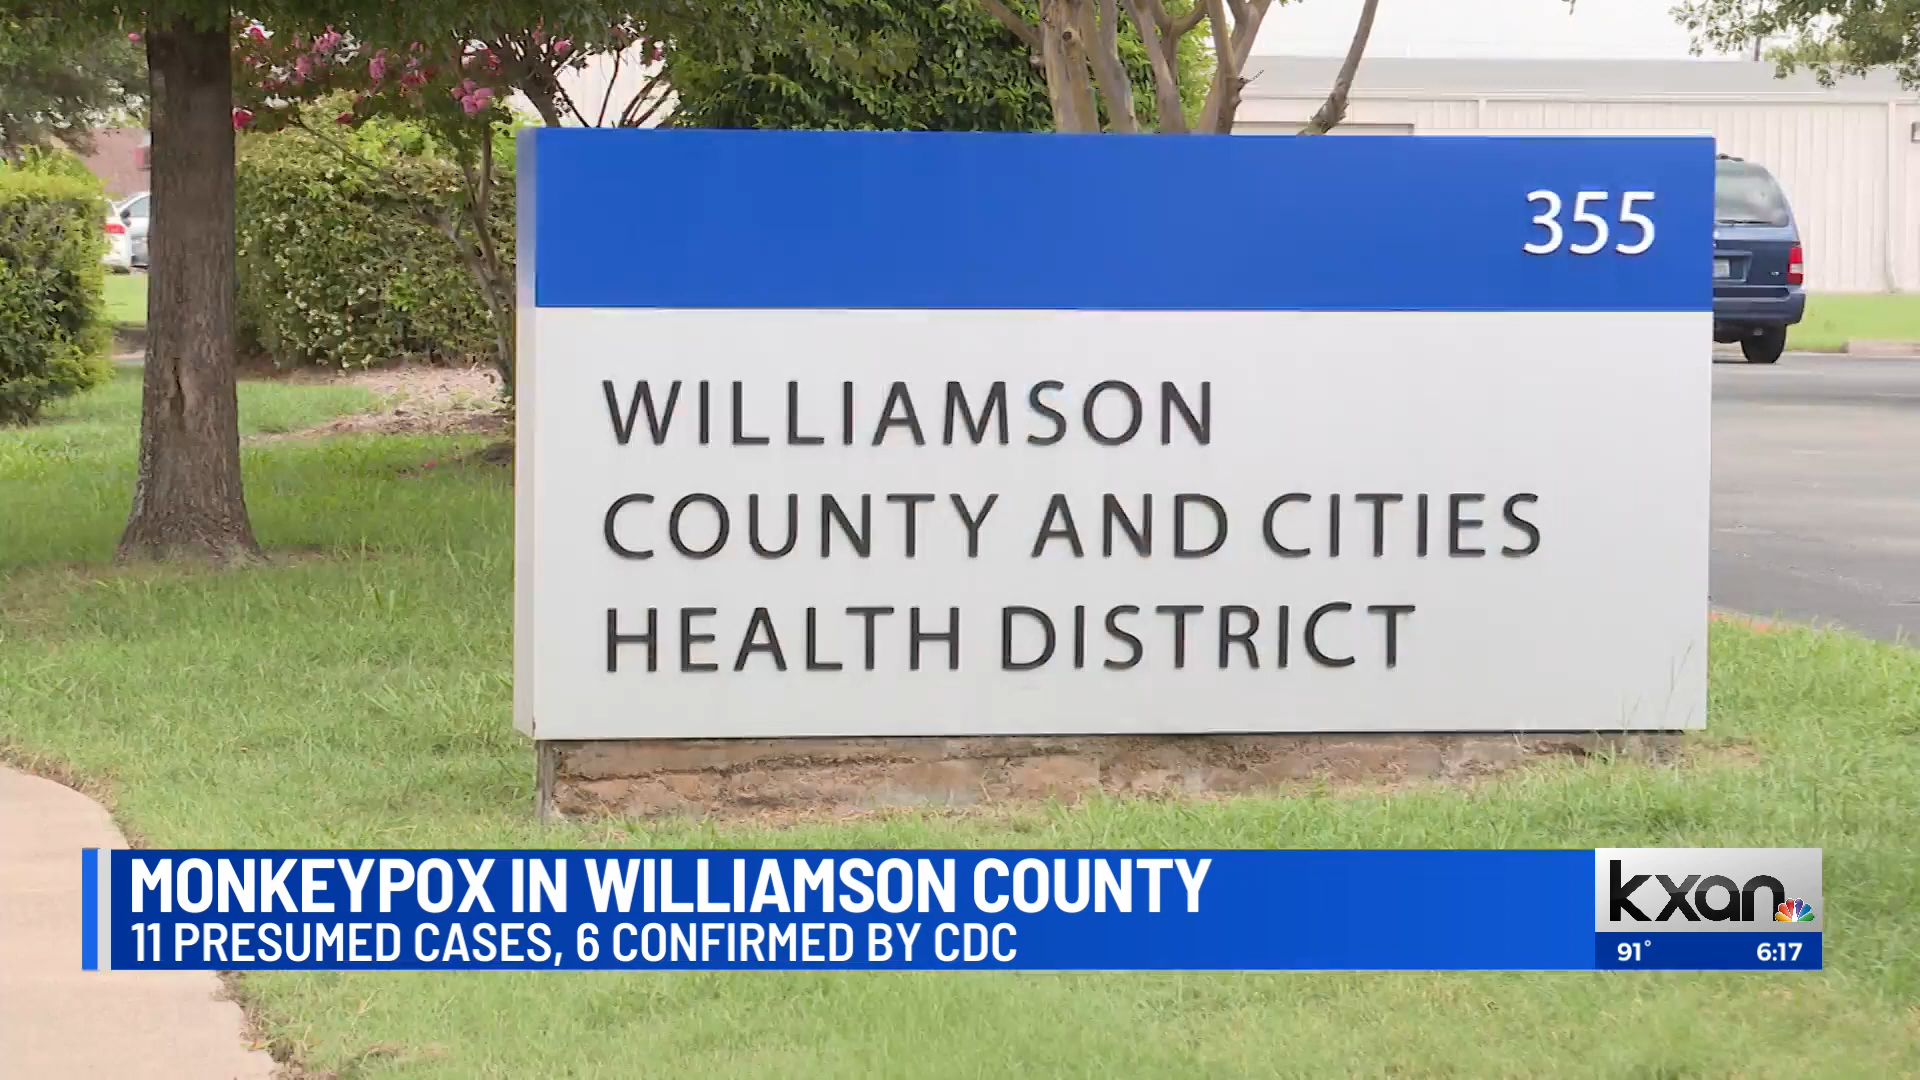 355
WILLIAMSON
COUNTY AND CITIES
HEALTH DISTRICT
MONKEYPOX IN WILLIAMSON COUNTY
11 PRESUMED CASES, 6 CONFIRMED BY CDC
kxan
91° 6:17